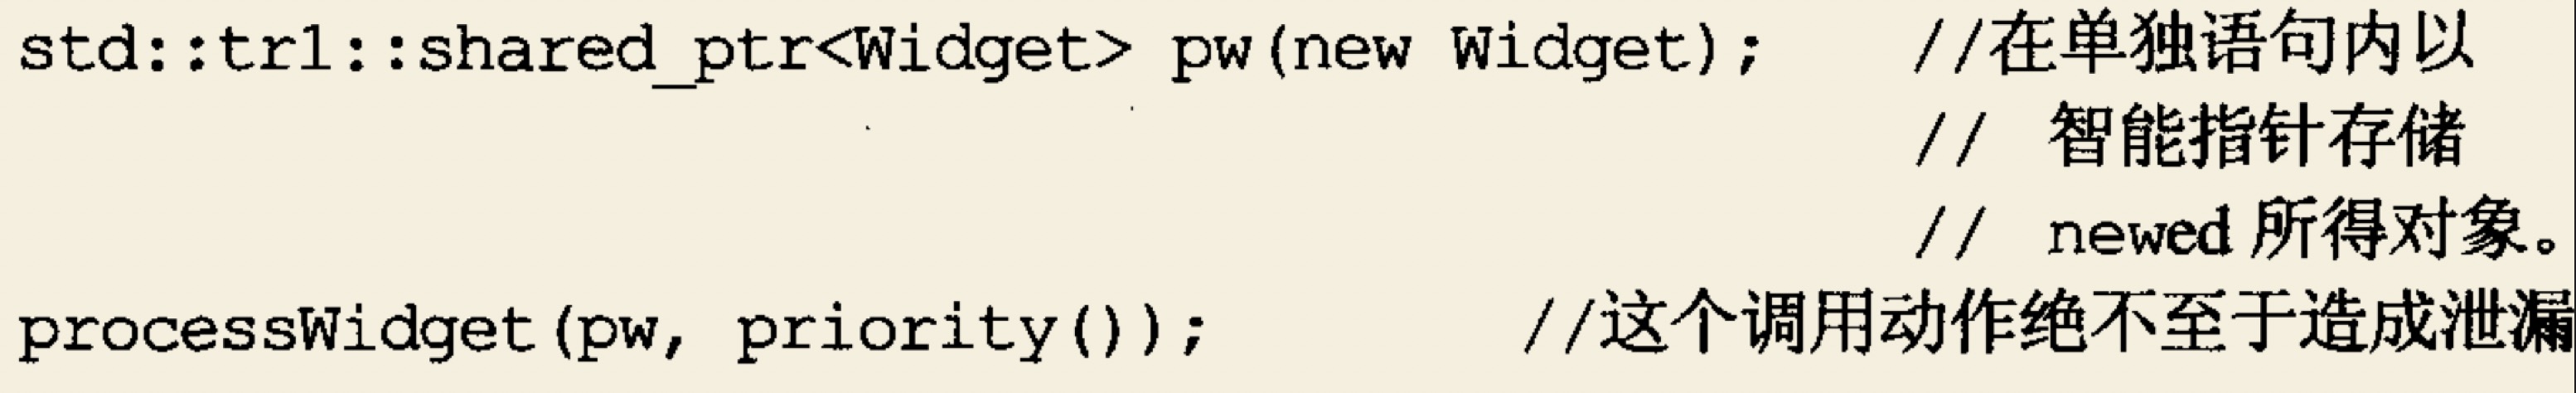 std::tr1::shared_ptr<Widget> pw(new Widget); //在单独语句内以
// 智能指针存储
// newed 所得对象。
processWidget(pw, priority()); //这个调用动作绝不至于造成泄漏